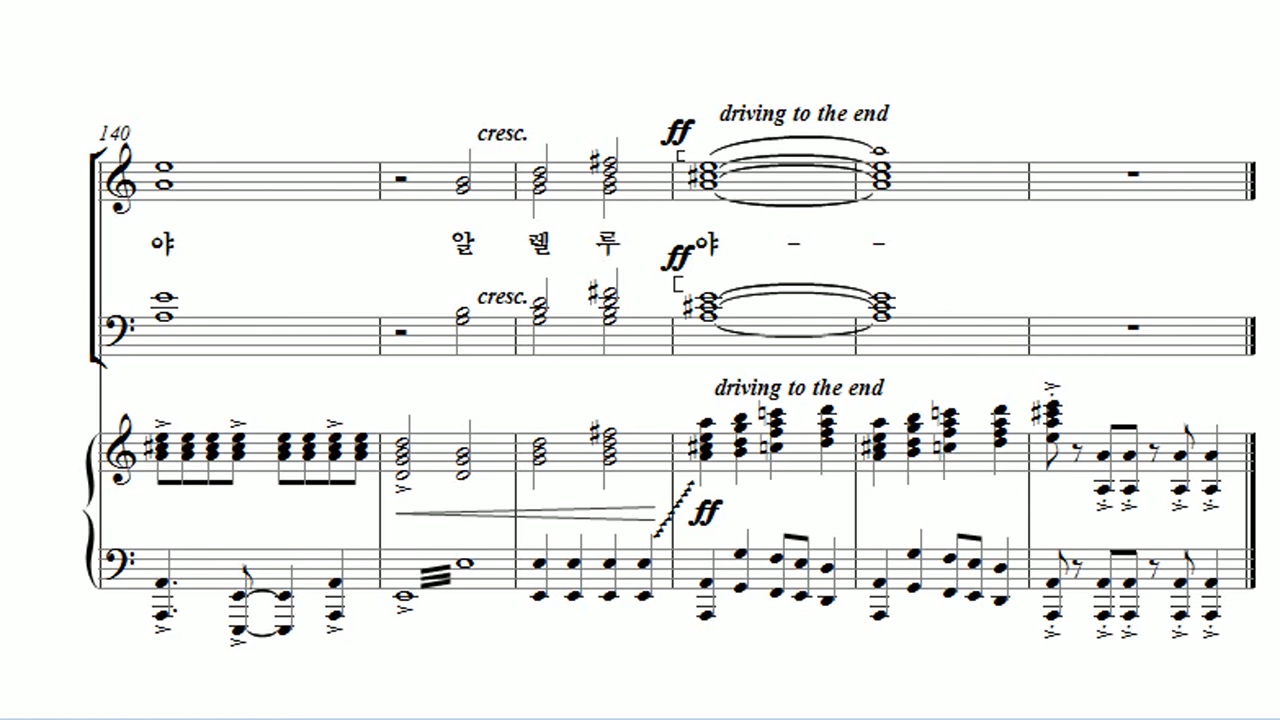 driving to the end
140
cresc.
ff
야 알 렐 루 야 – –
ff
cresc.
driving to the end
ff